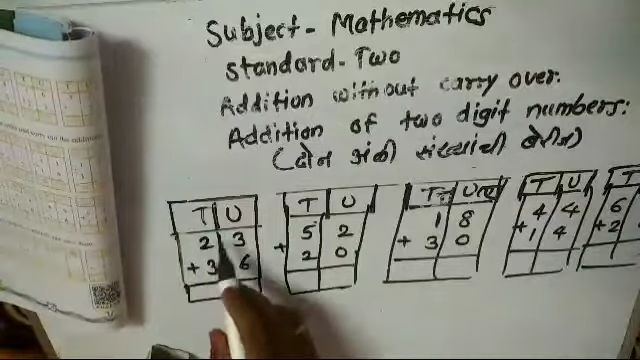 Subject- Mathematics
Standard-Two
Addition without carry over:
Addition of two digit numbers:
(दोन अंकी संख्यांची बेरीज)
T U T U T U T U T
2 3 5 2 1 8 4 4 6
+ 3 6 + 2 0 + 3 0 + 1 4 + 2